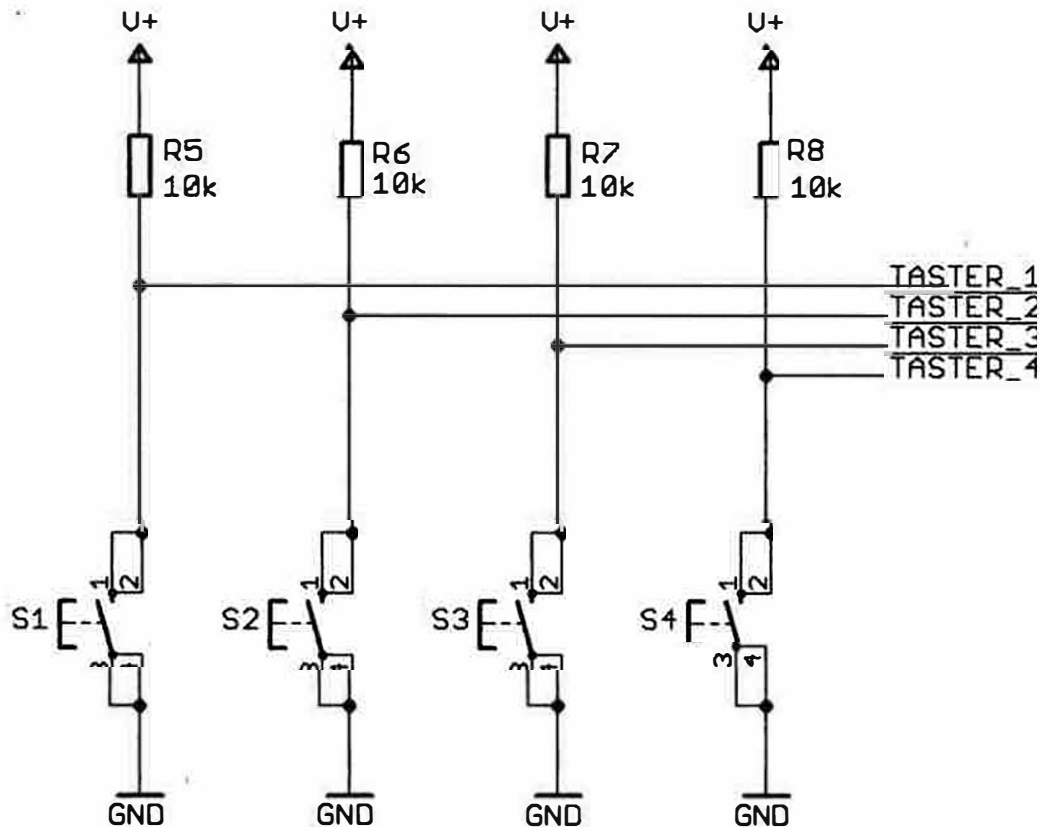 V+ V+ V+ V+
R5 R6 R7 R8
10k 10k 10k 10k
TASTER_1
TASTER_2
TASTER_3
TASTER_4
1 2 1 2 1 2 1 2
S1 S2 S3 S4
3 4 3 4 3 4 3 4
GND GND GND GND